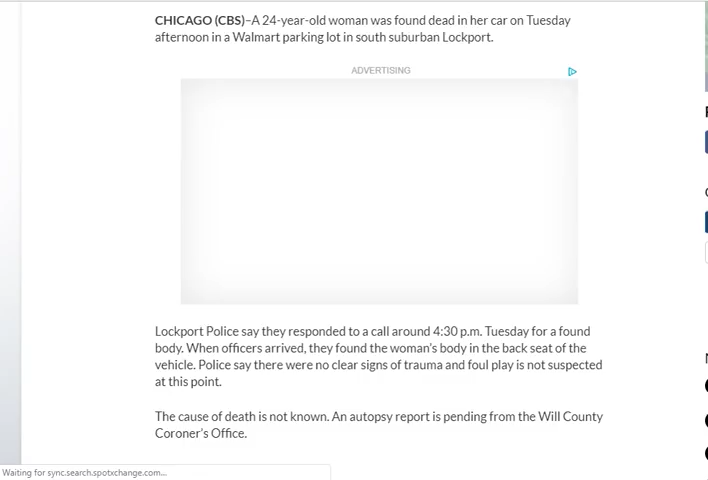 CHICAGO (CBS)–A 24-year-old woman was found dead in her car on Tuesday
afternoon in a Walmart parking lot in south suburban Lockport.
ADVERTISING
Lockport Police say they responded to a call around 4:30 p.m. Tuesday for a found
body. When officers arrived, they found the woman's body in the back seat of the
vehicle. Police say there were no clear signs of trauma and foul play is not suspected
at this point.
The cause of death is not known. An autopsy report is pending from the Will County
Coroner's Office.
Waiting for sync.search.spotxchange.com...